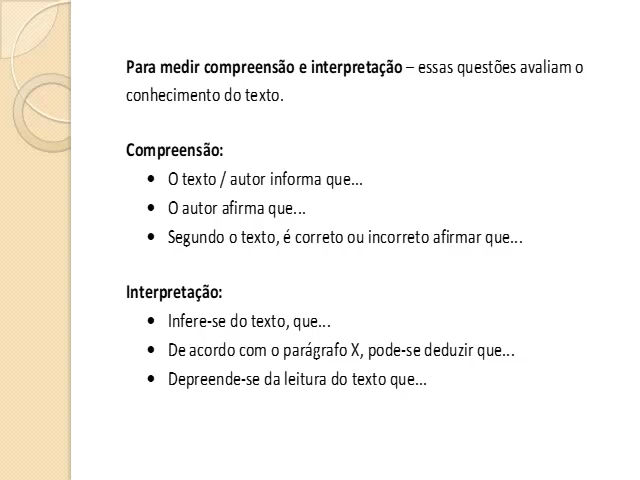 Para medir compreensão e interpretação – essas questões avaliam o
conhecimento do texto.
Compreensão:
• O texto / autor informa que...
• O autor afirma que...
• Segundo o texto, é correto ou incorreto afirmar que...
Interpretação:
• Infere-se do texto, que...
• De acordo com o parágrafo X, pode-se deduzir que...
• Depreende-se da leitura do texto que...